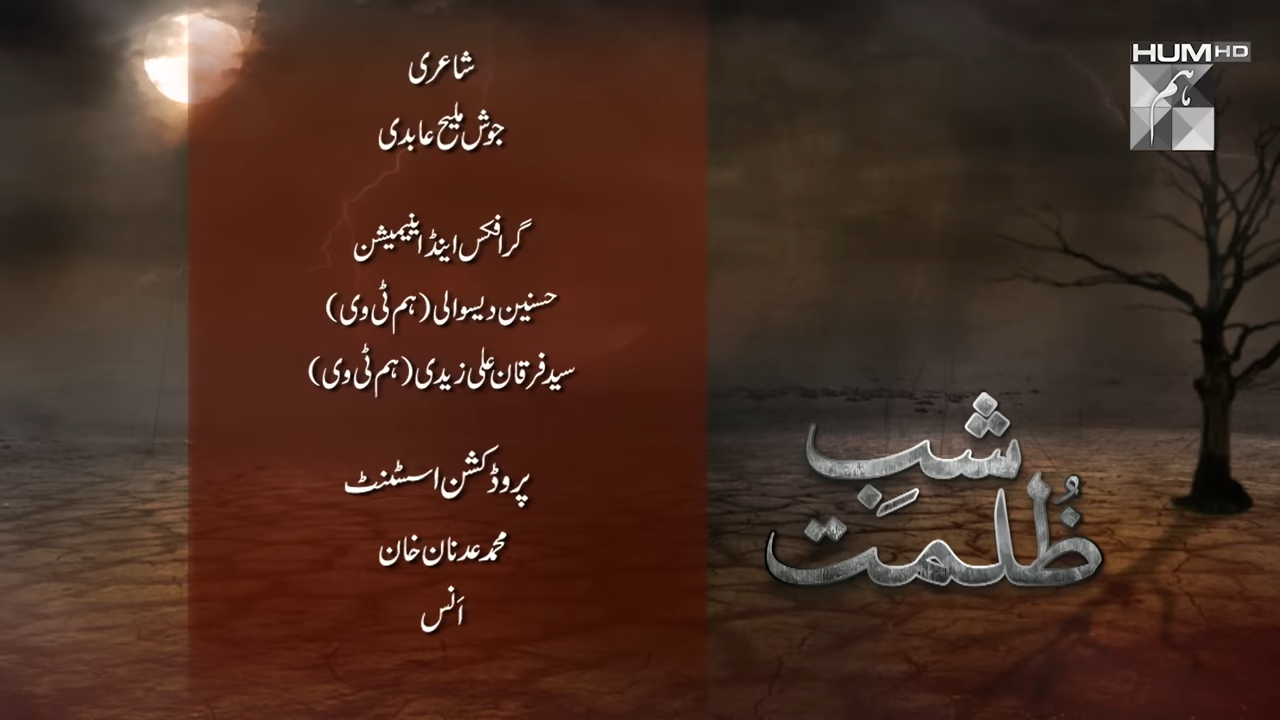 شاعری
جوش ملیح عابدی
گرافکس اینڈ اینیمیشن
حسنین دیسوالی (ہم ٹی وی)
سید فرقان علی زیدی (ہم ٹی وی)
پروڈکشن اسسٹنٹ
محمد عدنان خان
اَنس
HUM HD
ہم
شبِ
ظُلمت